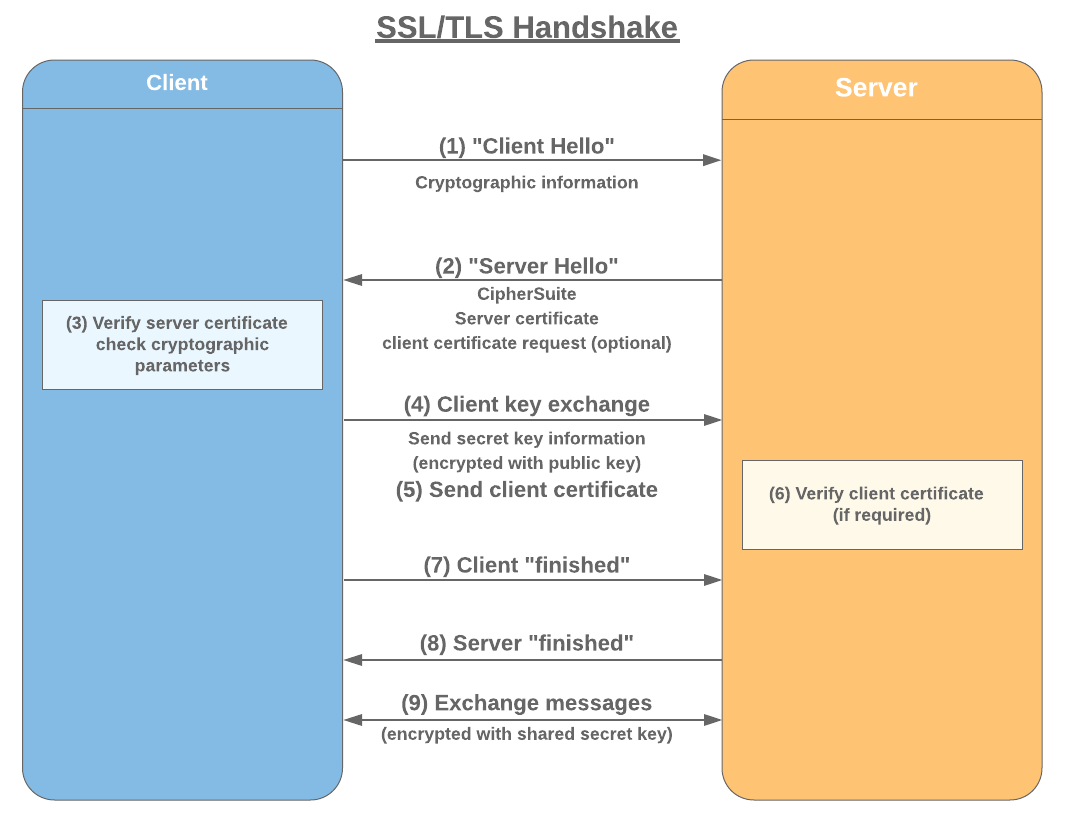 SSL/TLS Handshake
Client
Server
(1) "Client Hello"
Cryptographic information
(2) "Server Hello"
CipherSuite
Server certificate
client certificate request (optional)
(3) Verify server certificate
check cryptographic
parameters
(4) Client key exchange
Send secret key information
(encrypted with public key)
(5) Send client certificate
(6) Verify client certificate
(if required)
(7) Client "finished"
(8) Server "finished"
(9) Exchange messages
(encrypted with shared secret key)